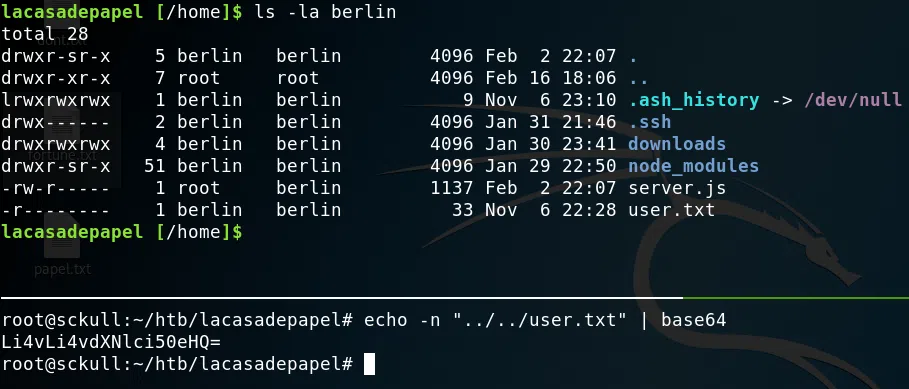 lacasadepapel [/home]$ ls -la berlin
total 28
drwxr-sr-x    5 berlin   berlin        4096 Feb  2 22:07 .
drwxr-xr-x    7 root     root          4096 Feb 16 18:06 ..
lrwxrwxrwx    1 berlin   berlin           9 Nov  6 23:10 .ash_history -> /dev/null
drwx------    2 berlin   berlin        4096 Jan 31 21:46 .ssh
drwxrwxrwx    4 berlin   berlin        4096 Jan 30 23:41 downloads
drwxr-sr-x   51 berlin   berlin        4096 Jan 29 22:50 node_modules
-rw-r-----    1 root     berlin        1137 Feb  2 22:07 server.js
-r--------    1 berlin   berlin          33 Nov  6 22:28 user.txt
lacasadepapel [/home]$
papel.txt
root@sckull:~/htb/lacasadepapel# echo -n "../../user.txt" | base64
Li4vLi4vdXNlci50eHQ=
root@sckull:~/htb/lacasadepapel#